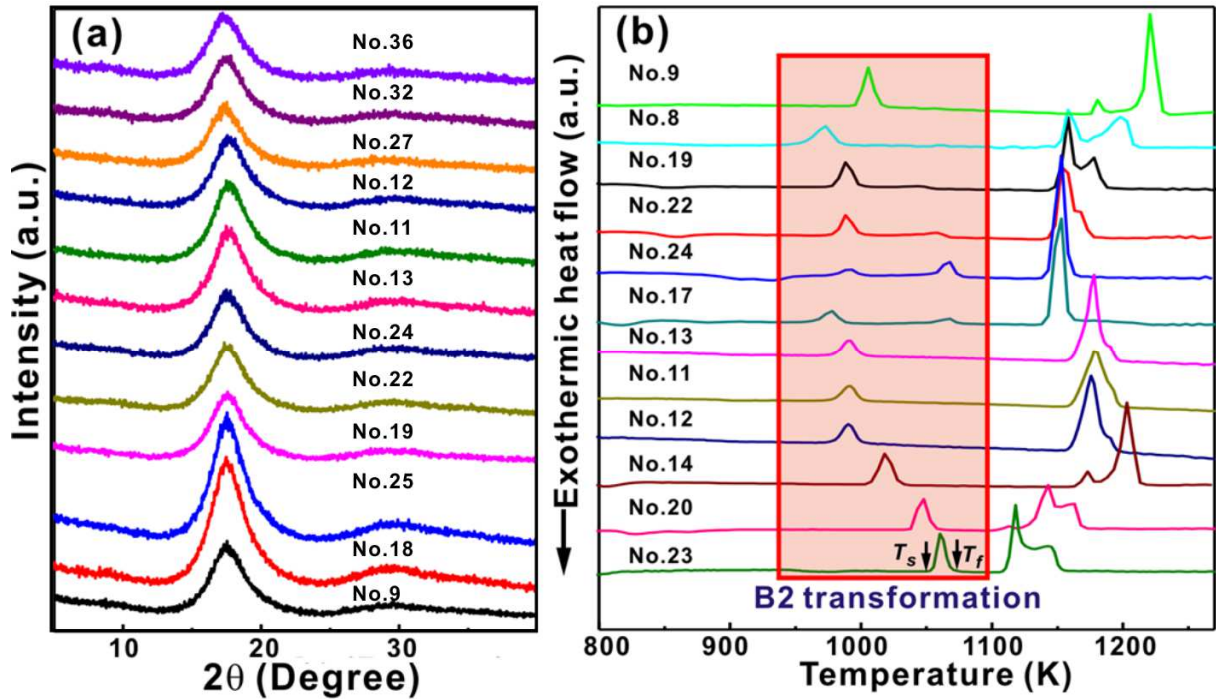 (a)
No.36
No.32
No.27
No.12
No.11
No.13
No.24
No.22
No.19
No.25
No.18
No.9
Intensity (a.u.)
10 20 30
2θ (Degree)
(b)
No.9
No.8
No.19
No.22
No.24
No.17
No.13
No.11
No.12
No.14
No.20
No.23
Ts Tf
B2 transformation
Exothermic heat flow (a.u.)
800 900 1000 1100 1200
Temperature (K)